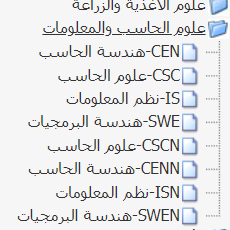 علوم الأغذية والزراعة
علوم الحاسب والمعلومات
CEN-هندسة الحاسب
CSC-علوم الحاسب
IS-نظم المعلومات
SWE-هندسة البرمجيات
CSCN-علوم الحاسب
CENN-هندسة الحاسب
ISN-نظم المعلومات
SWEN-هندسة البرمجيات